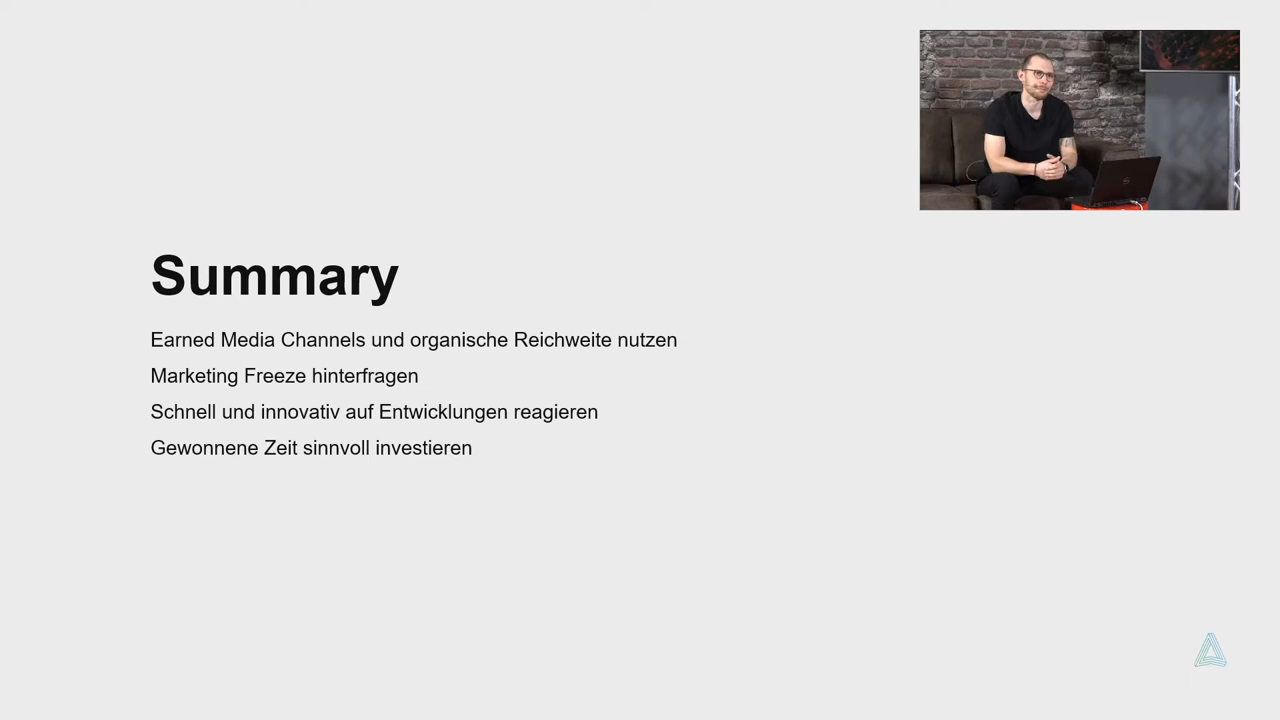 Summary
Earned Media Channels und organische Reichweite nutzen
Marketing Freeze hinterfragen
Schnell und innovativ auf Entwicklungen reagieren
Gewonnene Zeit sinnvoll investieren